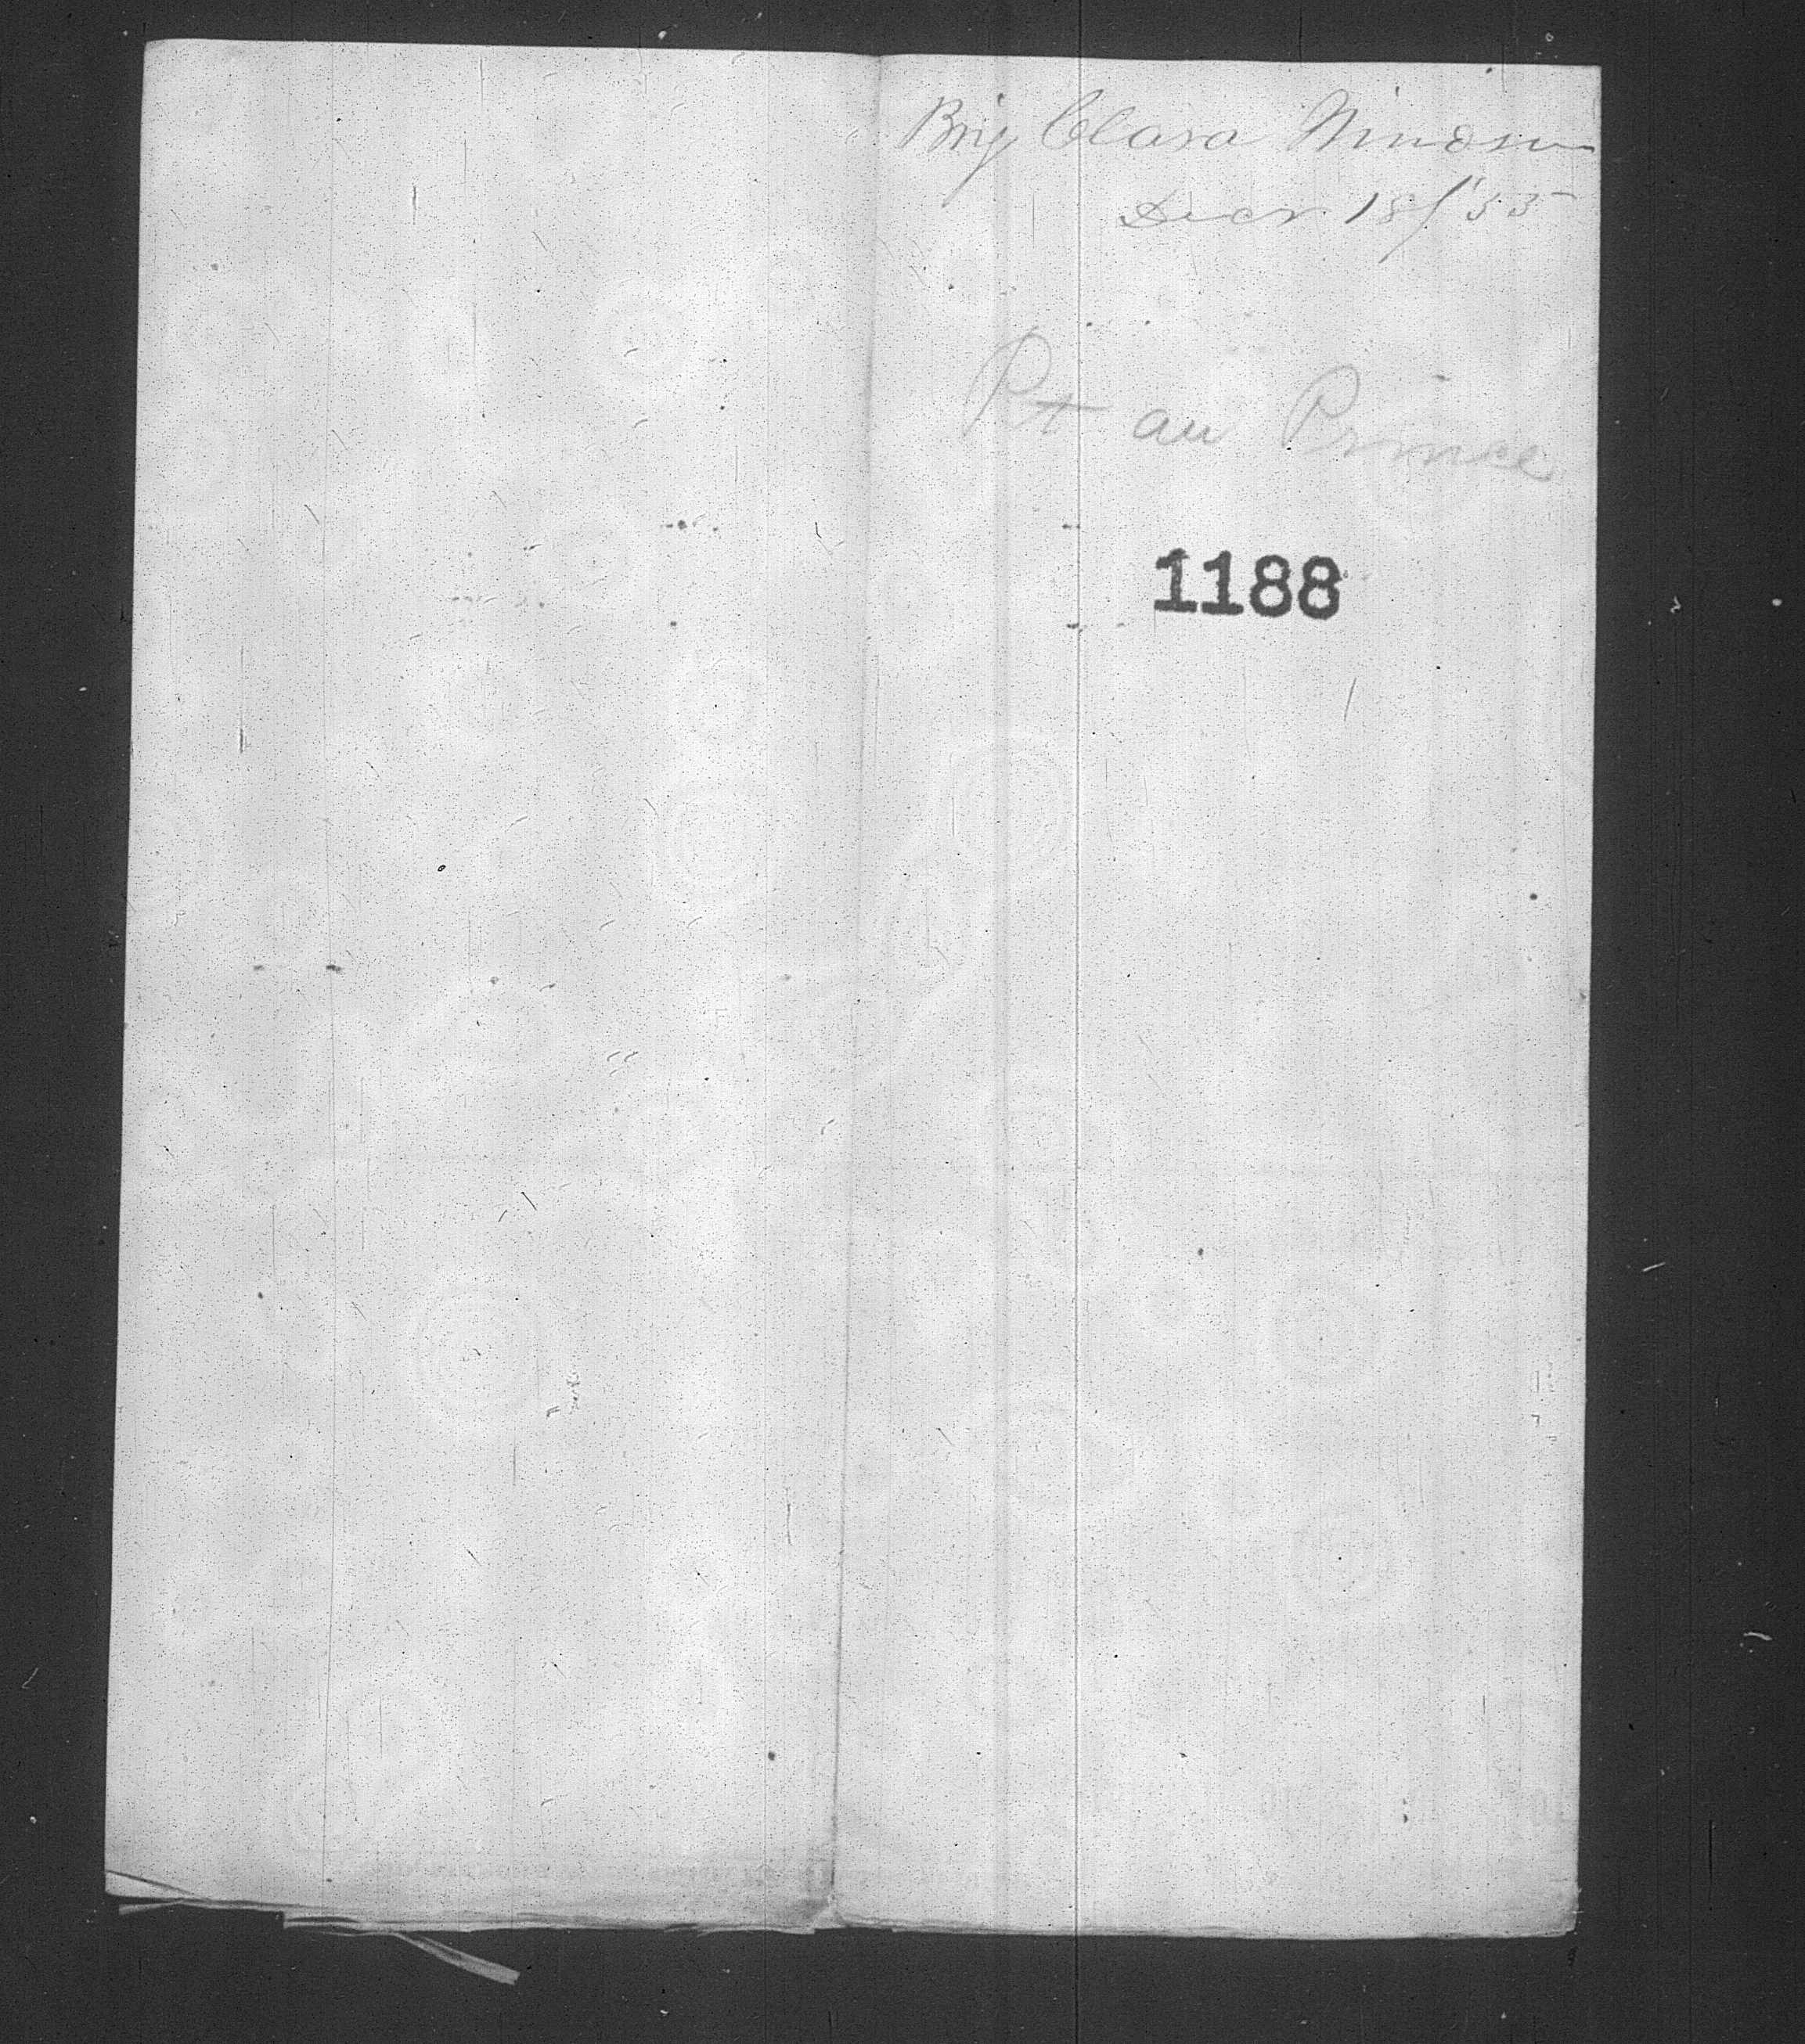 Brig Clara Windsor
Decr 18/'55
Pt au Prince
1188